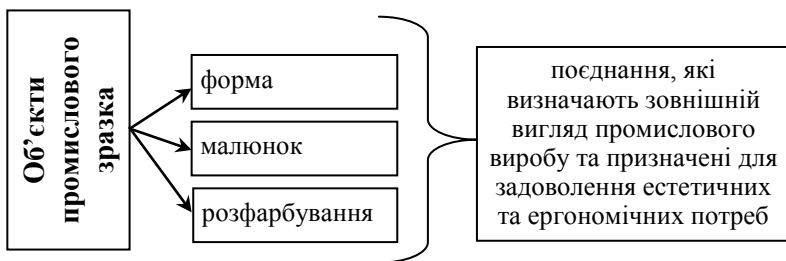 Об’єкти
промислового
зразка
форма
малюнок
розфарбування
поєднання, які
визначають зовнішній
вигляд промислового
виробу та призначені для
задоволення естетичних
та ергономічних потреб